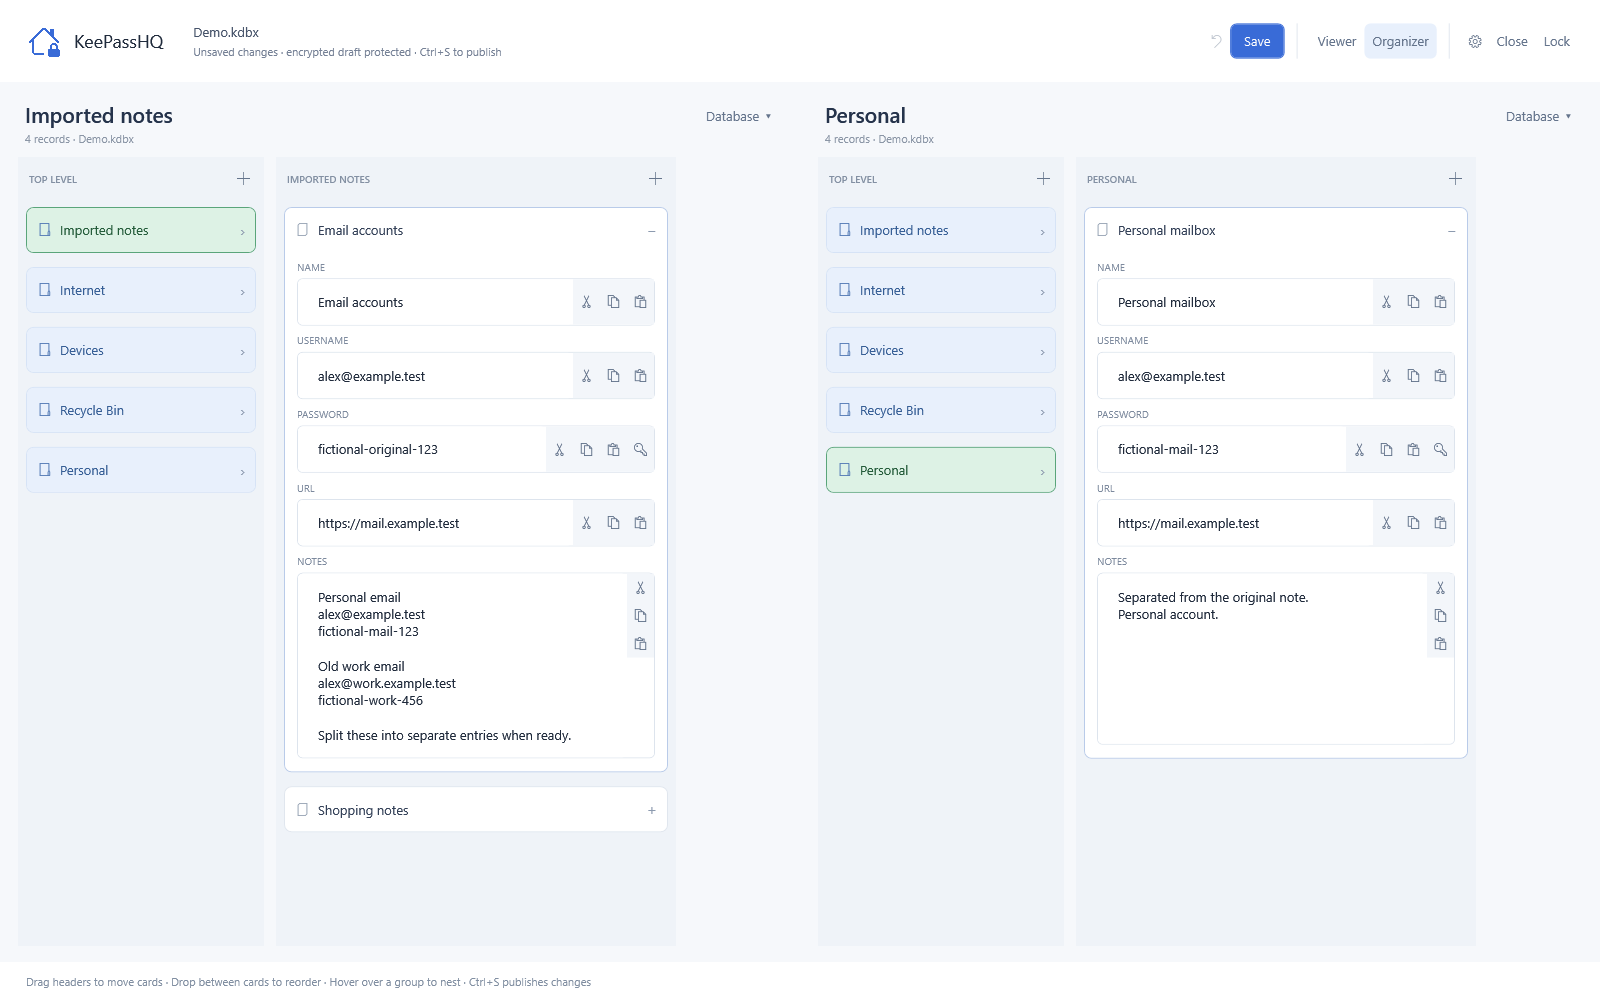 KeePassHQ
Demo.kdbx
Unsaved changes · encrypted draft protected · Ctrl+S to publish
Save
Viewer
Organizer
Close
Lock
Imported notes
4 records · Demo.kdbx
Database
TOP LEVEL
Imported notes
Internet
Devices
Recycle Bin
Personal
IMPORTED NOTES
Email accounts
NAME
Email accounts
USERNAME
alex@example.test
PASSWORD
fictional-original-123
URL
https://mail.example.test
NOTES
Personal email
alex@example.test
fictional-mail-123
Old work email
alex@work.example.test
fictional-work-456
Split these into separate entries when ready.
Shopping notes
Personal
4 records · Demo.kdbx
Database
TOP LEVEL
Imported notes
Internet
Devices
Recycle Bin
Personal
PERSONAL
Personal mailbox
NAME
Personal mailbox
USERNAME
alex@example.test
PASSWORD
fictional-mail-123
URL
https://mail.example.test
NOTES
Separated from the original note.
Personal account.
Drag headers to move cards · Drop between cards to reorder · Hover over a group to nest · Ctrl+S publishes changes